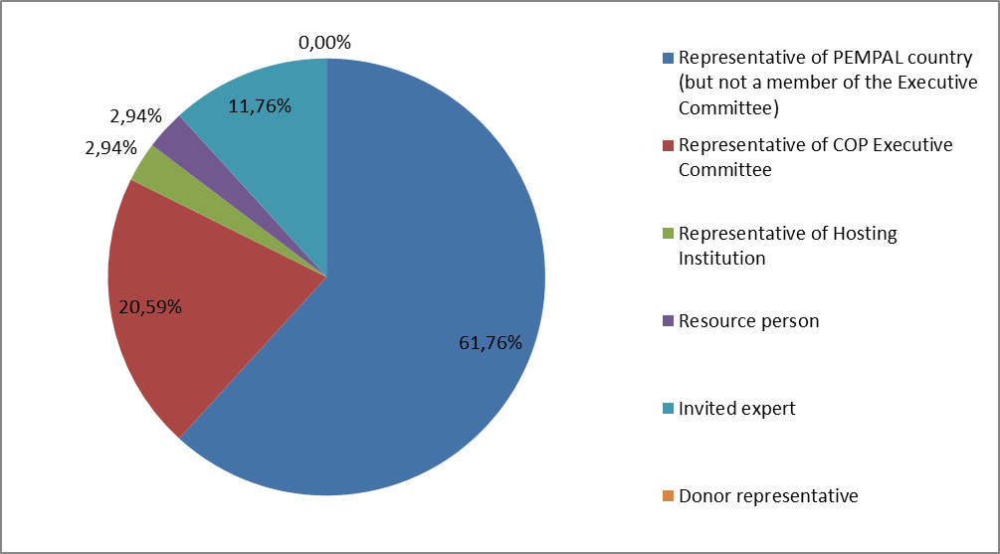 0,00%
11,76%
2,94%
2,94%
20,59%
61,76%
Representative of PEMPAL country
(but not a member of the Executive
Committee)
Representative of COP Executive
Committee
Representative of Hosting
Institution
Resource person
Invited expert
Donor representative